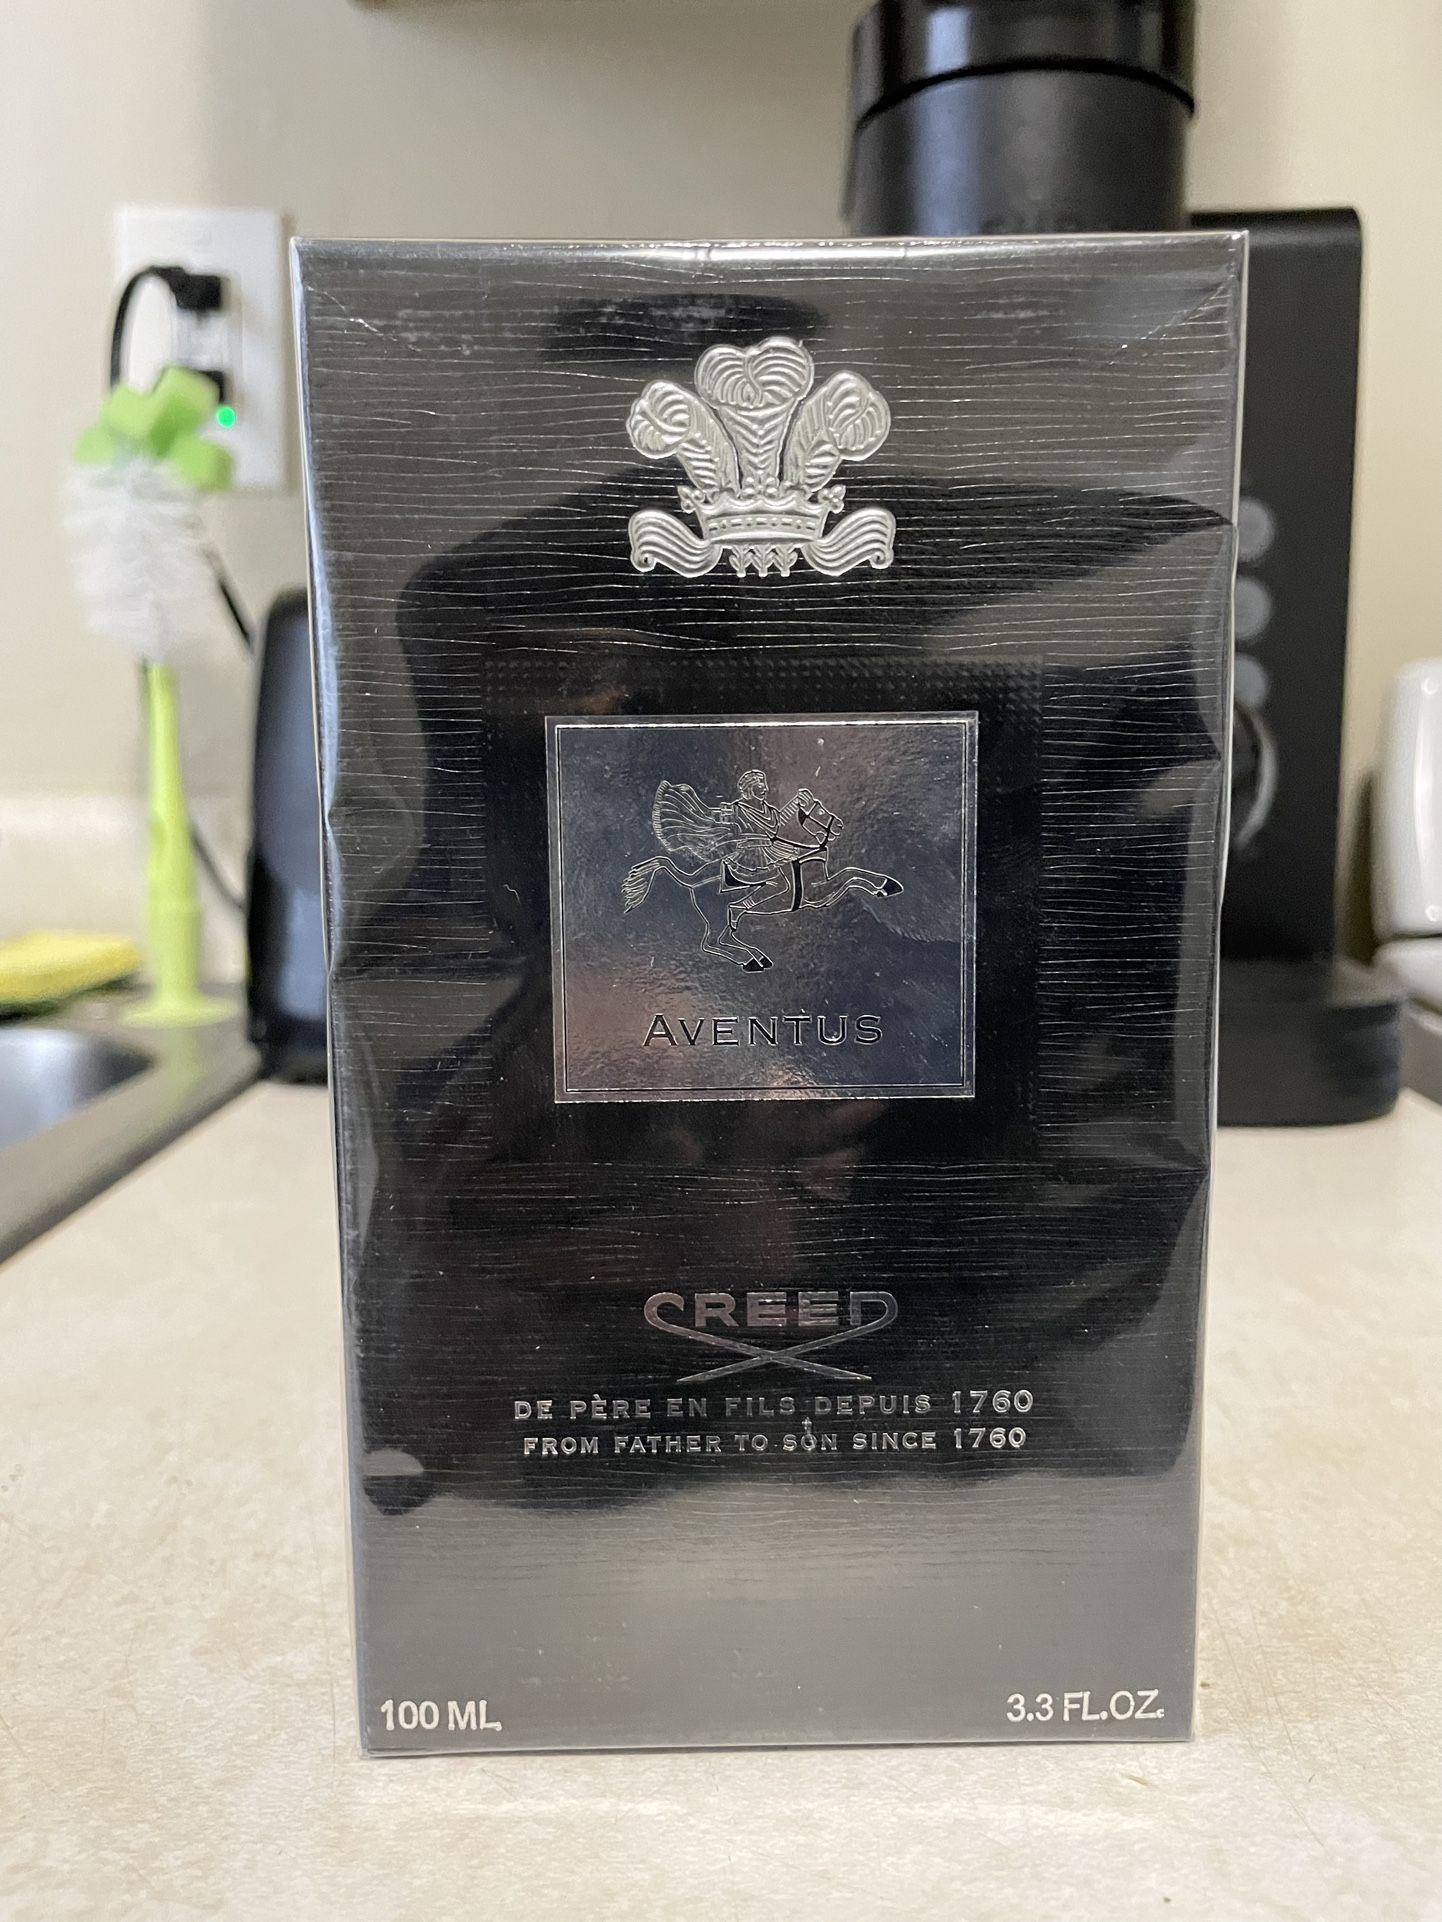 AVENTUS
CREED
DE PÈRE EN FILS DEPUIS 1760
FROM FATHER TO SON SINCE 1760
100 ML
3.3 FL.OZ.